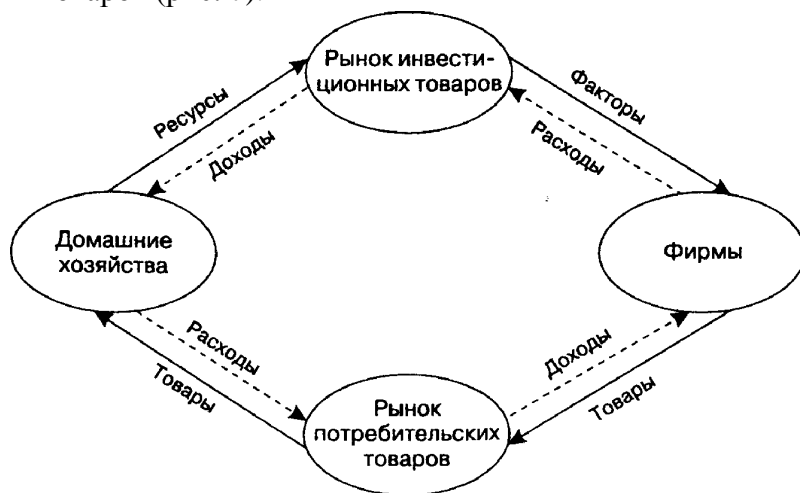 Рынок инвести-
ционных товаров
Ресурсы
Доходы
Факторы
Расходы
Домашние
хозяйства
Фирмы
Расходы
Товары
Доходы
Товары
Рынок
потребительских
товаров